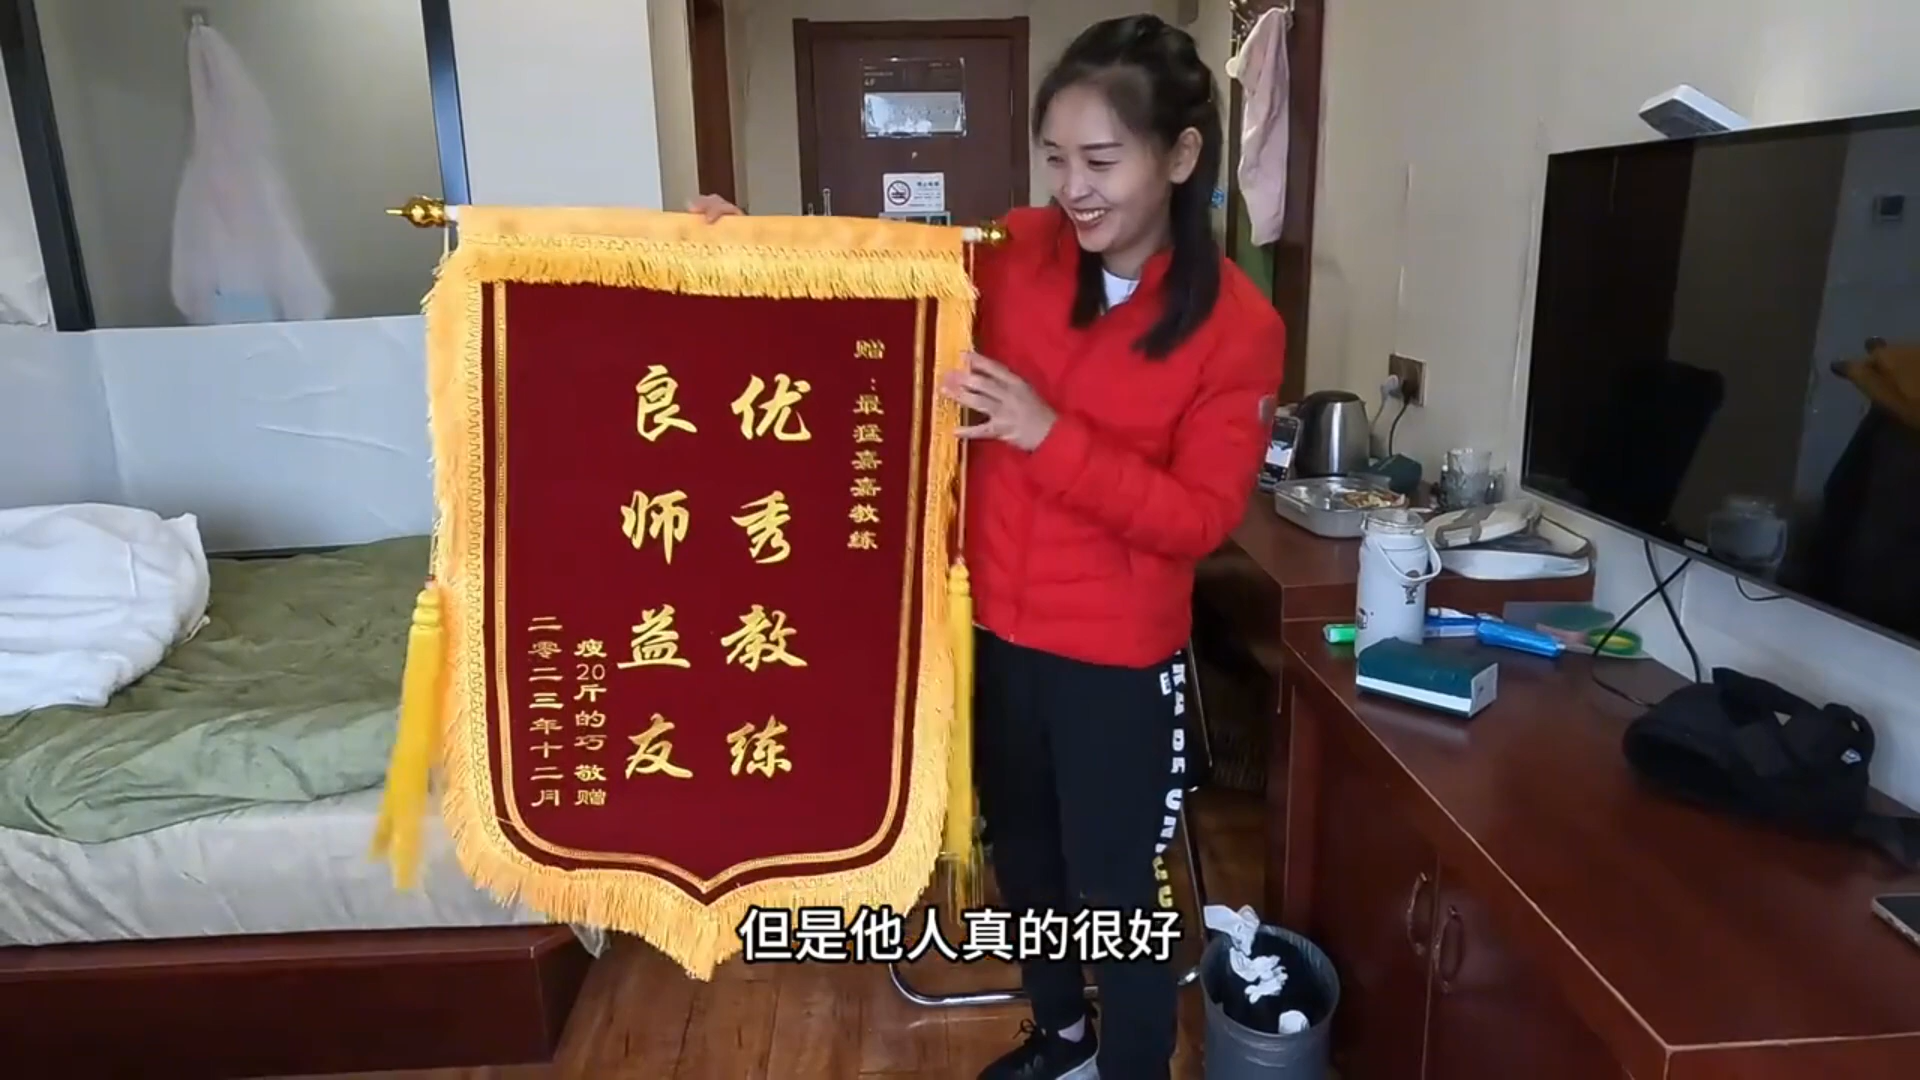 赠:最猛嘉嘉教练
优秀教练
良师益友
瘦20斤的巧 敬赠
二零二三年十二月
但是他人真的很好